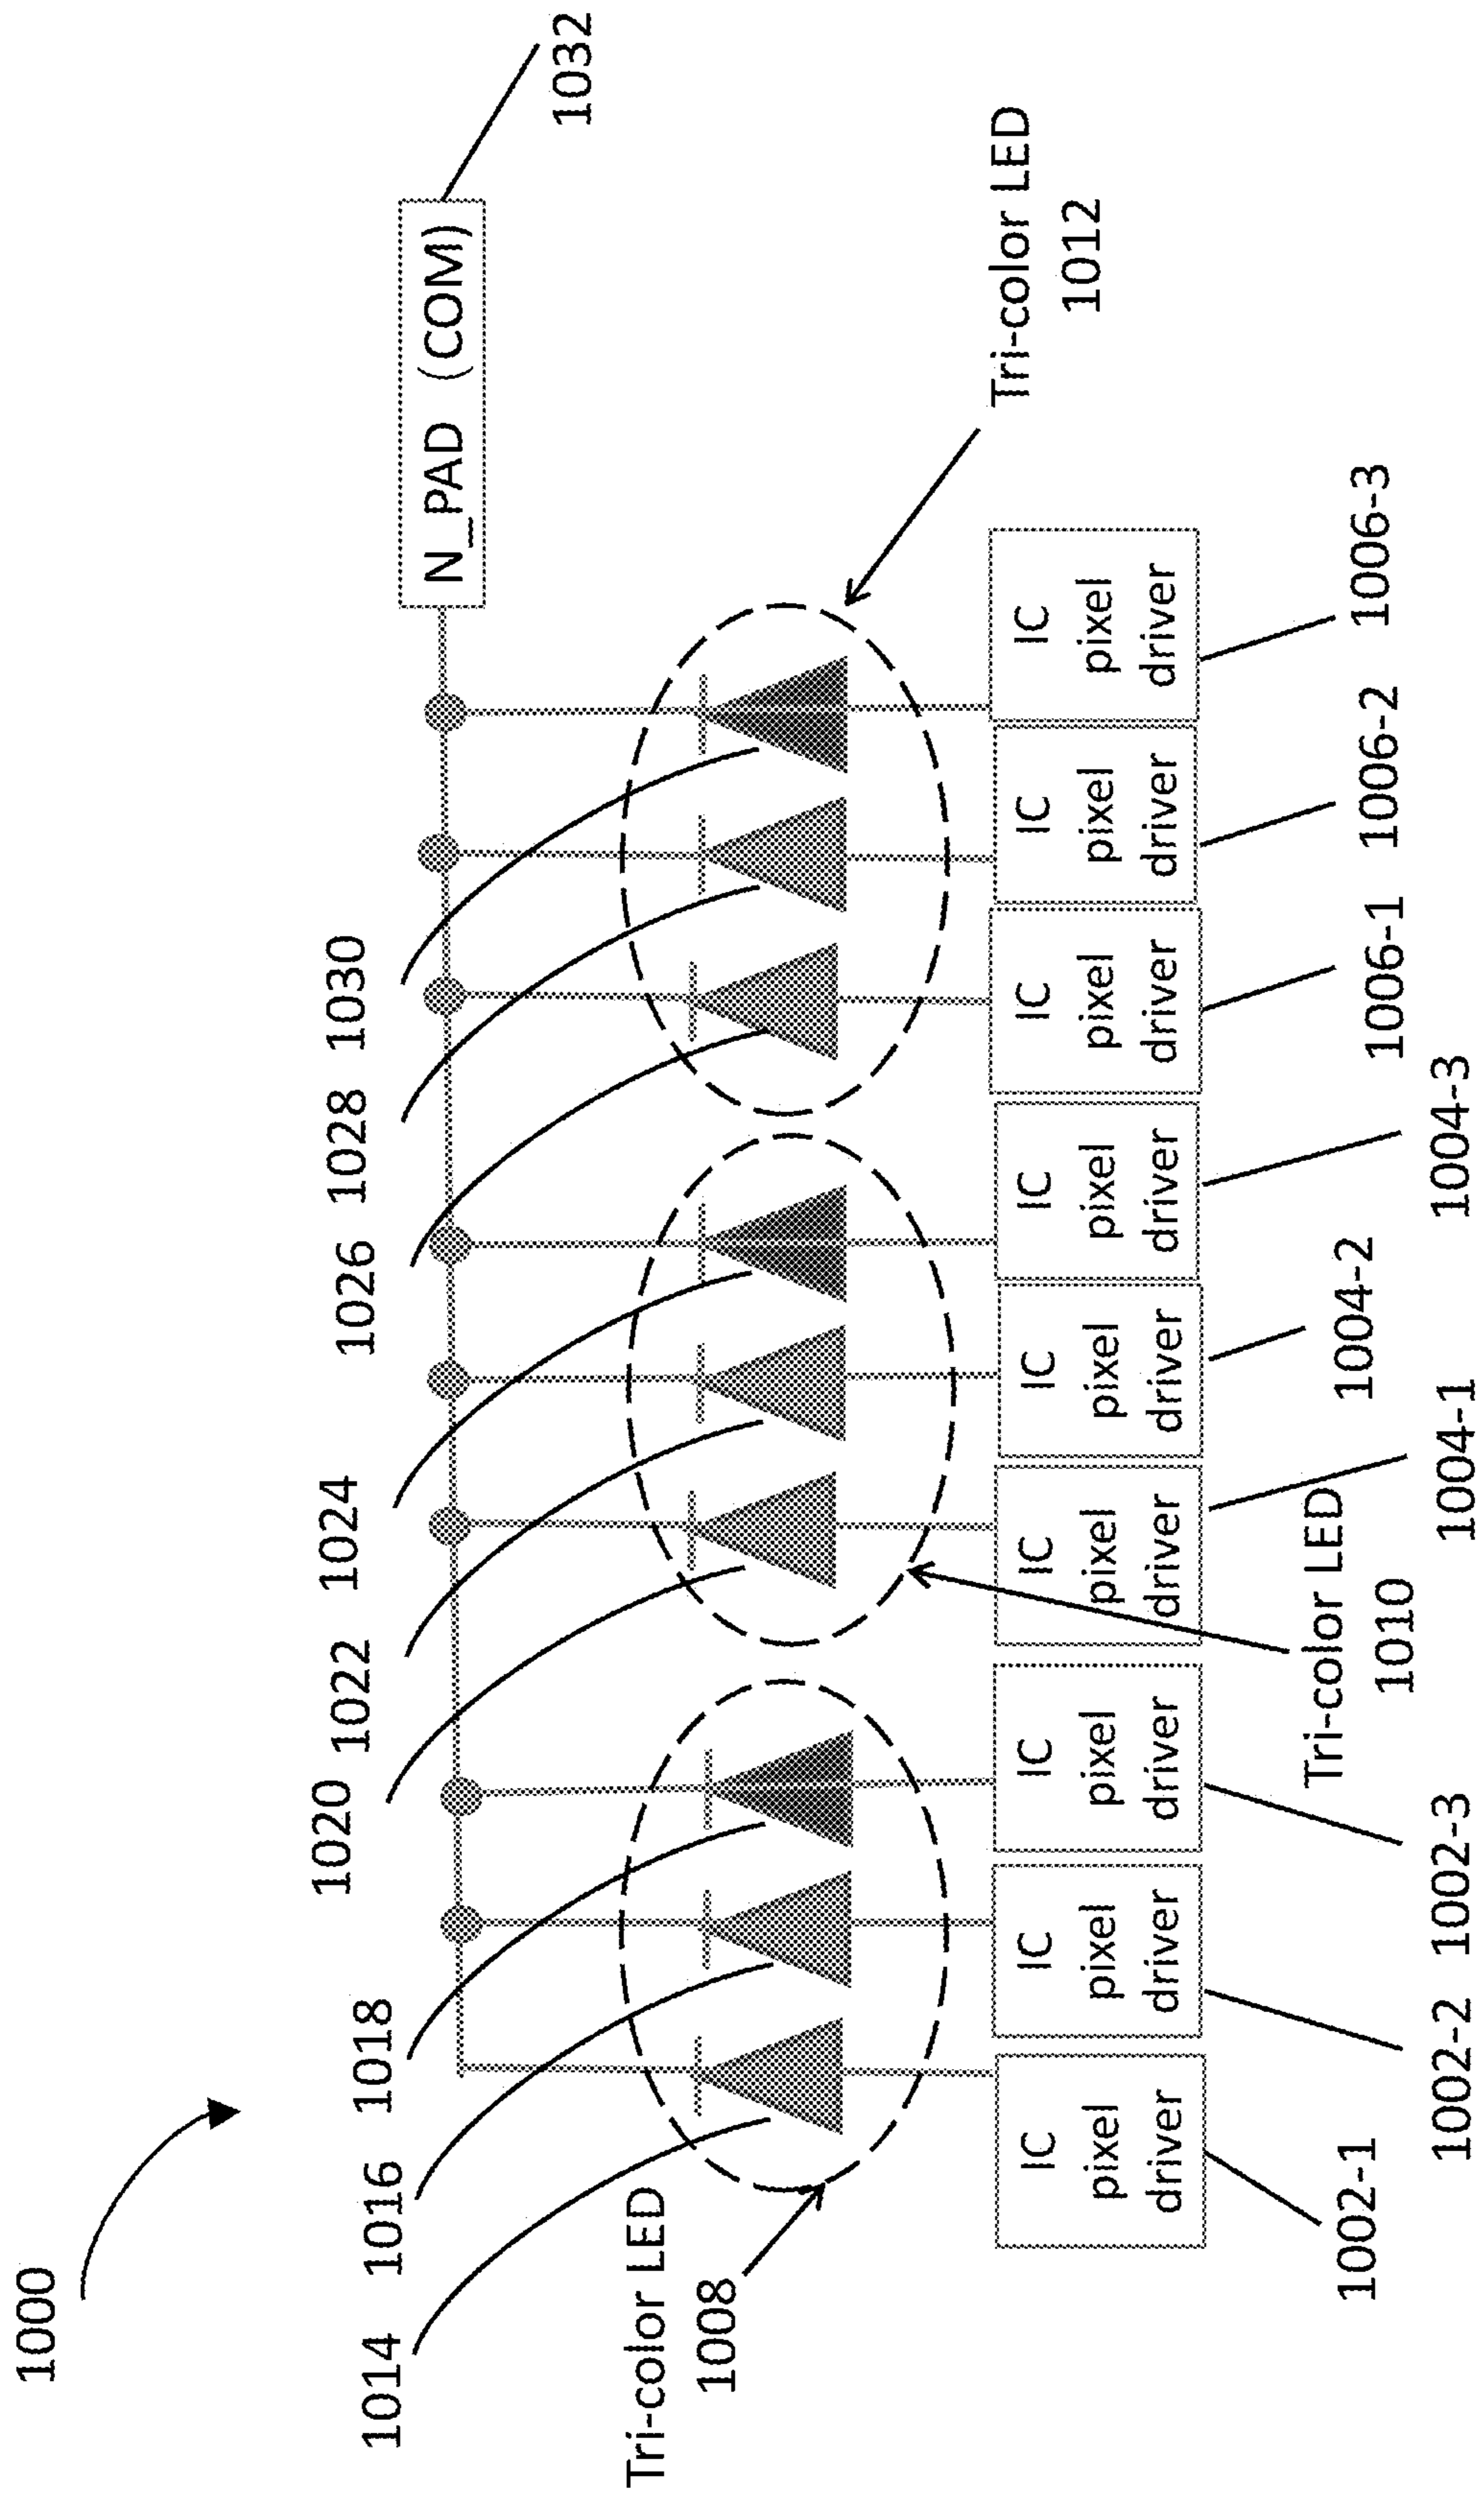 1000
1014
1016
1018
1020
1022
1024
1026
1028
1030
N_PAD (COM)
1032
Tri-color LED
1008
Tri-color LED
1012
IC
pixel
driver
IC
pixel
driver
IC
pixel
driver
IC
pixel
driver
IC
pixel
driver
IC
pixel
driver
IC
pixel
driver
IC
pixel
driver
IC
pixel
driver
Tri-color LED
1010
1002-1
1002-2
1002-3
1004-1
1004-2
1004-3
1006-1
1006-2
1006-3